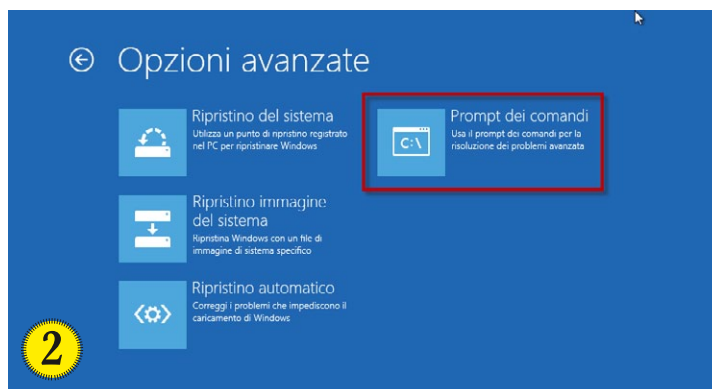 Opzioni avanzate
Ripristino del sistema
Utilizza un punto di ripristino registrato
nel PC per ripristinare Windows
Prompt dei comandi
Usa il prompt dei comandi per la
risoluzione dei problemi avanzata
C:\
Ripristino immagine
del sistema
Ripristina Windows con un file di
immagine di sistema specifico
Ripristino automatico
Correggi i problemi che impediscono il
caricamento di Windows
2